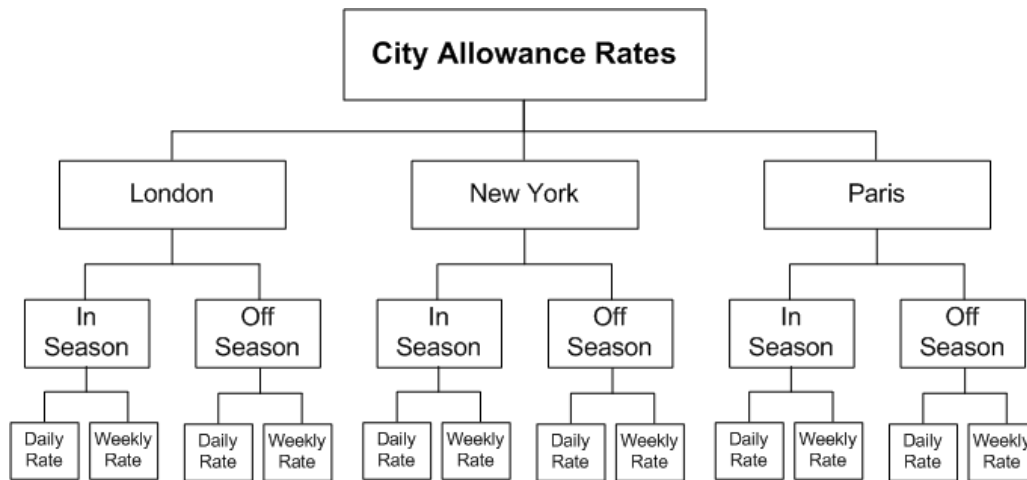 City Allowance Rates
London
New York
Paris
In
Season
Off
Season
In
Season
Off
Season
In
Season
Off
Season
Daily
Rate
Weekly
Rate
Daily
Rate
Weekly
Rate
Daily
Rate
Weekly
Rate
Daily
Rate
Weekly
Rate
Daily
Rate
Weekly
Rate
Daily
Rate
Weekly
Rate